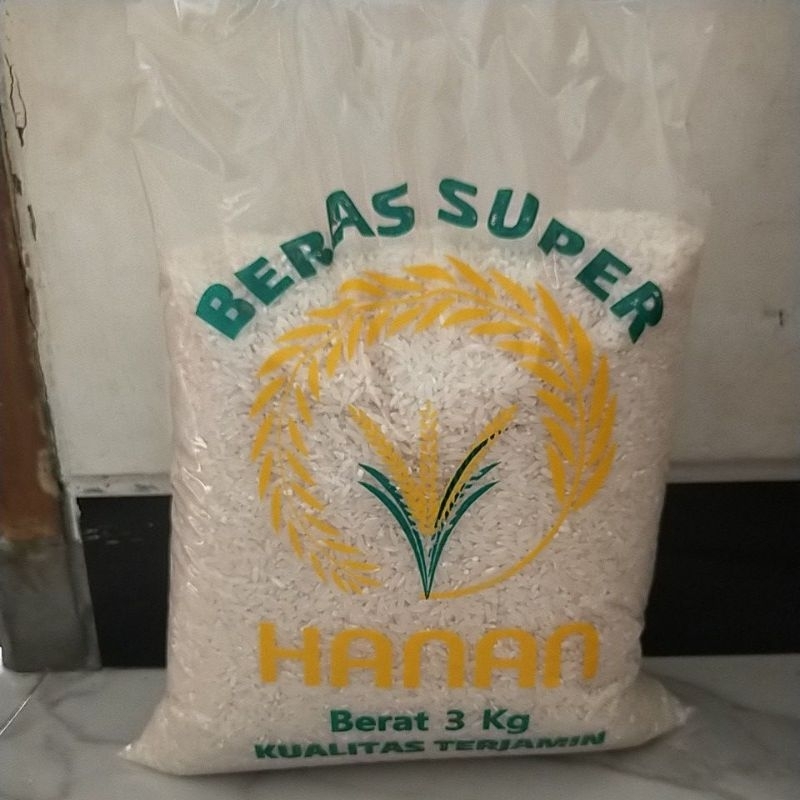 BERAS SUPER
HANAN
Berat 3 Kg
KUALITAS TERJAMIN